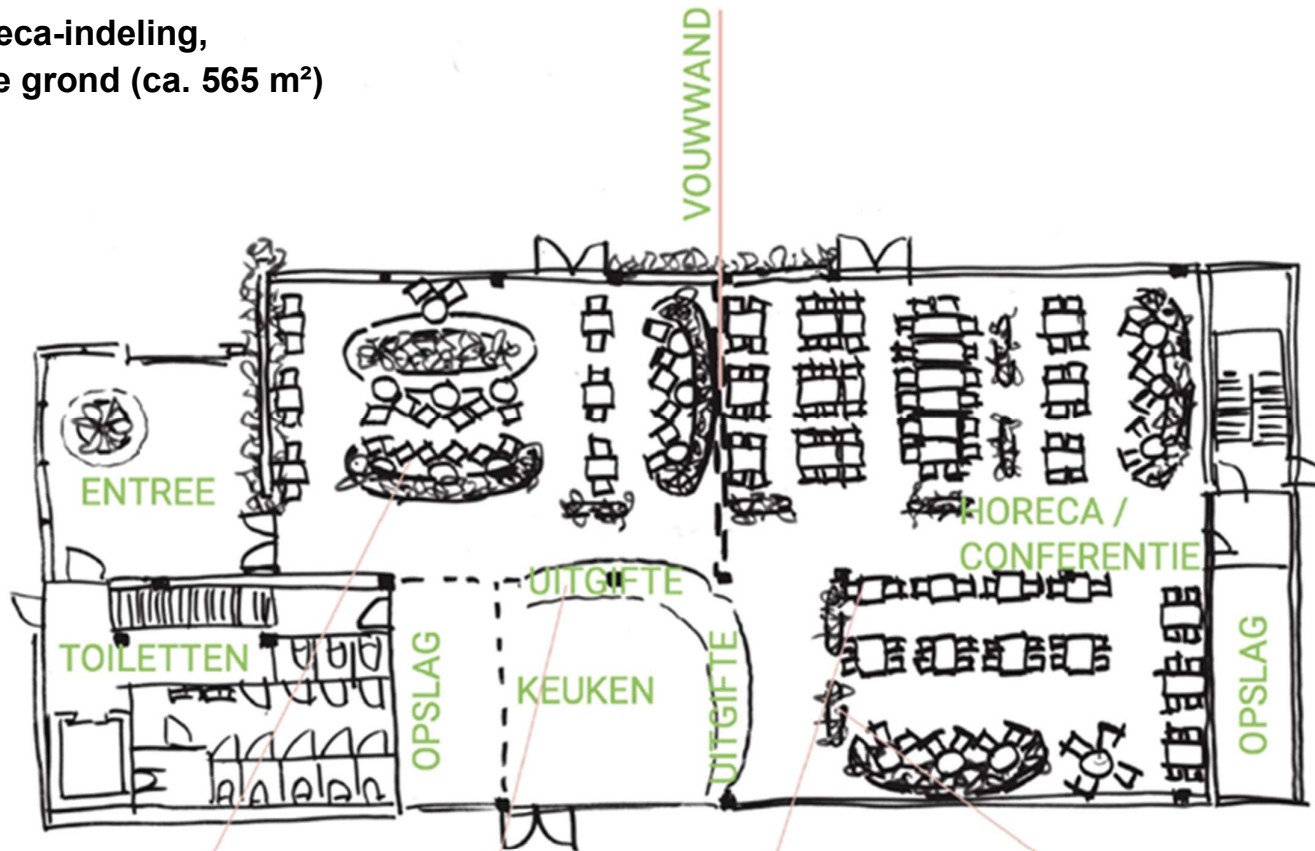 eca-indeling,
e grond (ca. 565 m²)
VOUWWAND
ENTREE
HORECA /
CONFERENTIE
UITGIFTE
TOILETTEN
OPSLAG
KEUKEN
UITGIFTE
OPSLAG